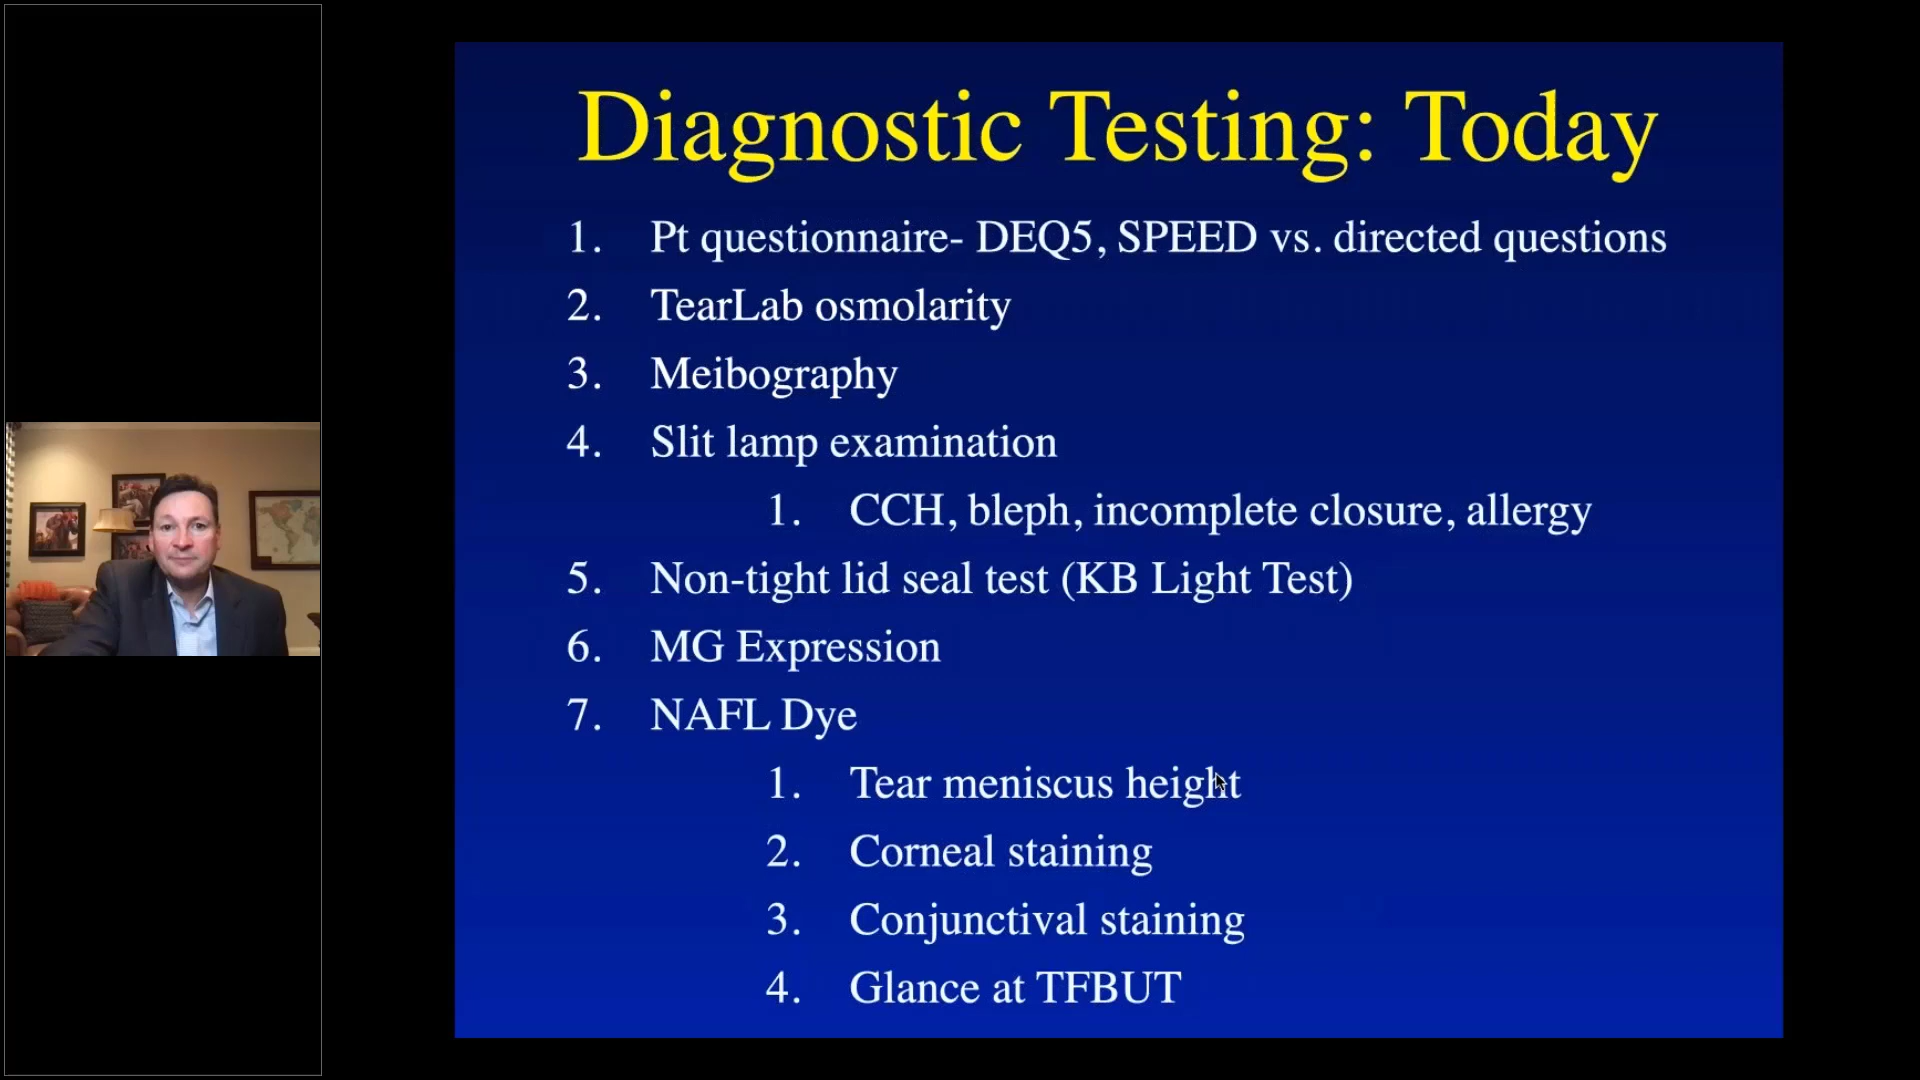 Diagnostic Testing: Today
1. Pt questionnaire- DEQ5, SPEED vs. directed questions
2. TearLab osmolarity
3. Meibography
4. Slit lamp examination
1. CCH, bleph, incomplete closure, allergy
5. Non-tight lid seal test (KB Light Test)
6. MG Expression
7. NAFL Dye
1. Tear meniscus height
2. Corneal staining
3. Conjunctival staining
4. Glance at TFBUT